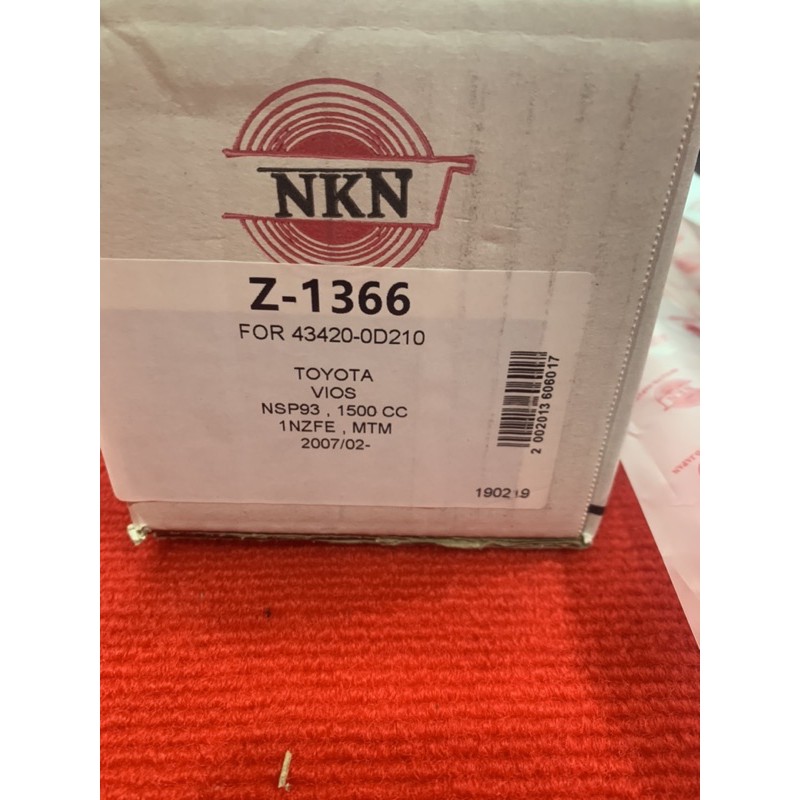 NKN
Z-1366
FOR 43420-0D210
TOYOTA
VIOS
NSP93 , 1500 CC
1NZFE , MTM
2007/02-
2 002013 606017
190219